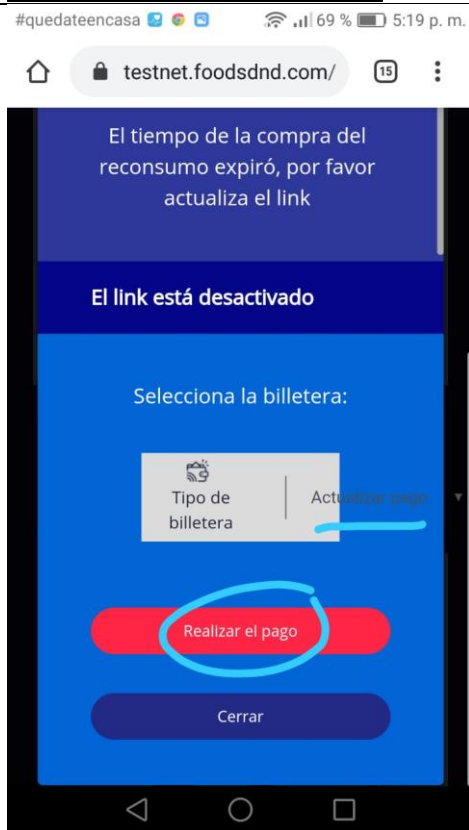 #quedateencasa 69 % 5:19 p. m.
testnet.foodsdnd.com/ 15
El tiempo de la compra del
reconsumo expiró, por favor
actualiza el link
El link está desactivado
Selecciona la billetera:
Tipo de
billetera
Actualizar pago
Realizar el pago
Cerrar